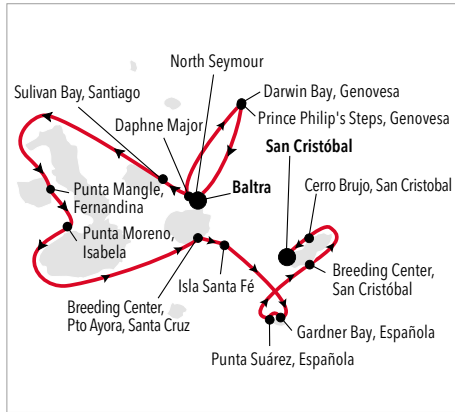 North Seymour
Sulivan Bay, Santiago
Darwin Bay, Genovesa
Daphne Major
Prince Philip's Steps, Genovesa
San Cristóbal
Baltra
Cerro Brujo, San Cristobal
Punta Mangle,
Fernandina
Punta Moreno,
Isabela
Breeding Center,
San Cristóbal
Isla Santa Fé
Breeding Center,
Pto Ayora, Santa Cruz
Gardner Bay, Española
Punta Suárez, Española